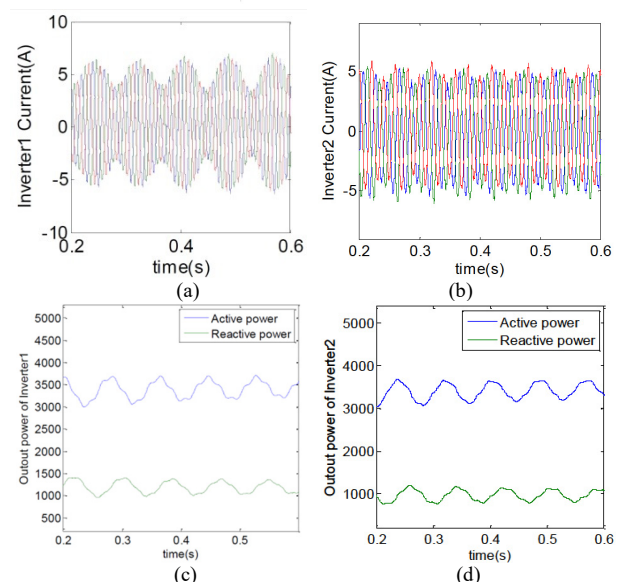 Inverter1 Current(A)
10
5
0
-5
-10
0.2
0.4
0.6
time(s)
(a)
Inverter2 Current(A)
5
0
-5
0.2
0.3
0.4
0.5
0.6
time(s)
(b)
Outout power of Inverter1
5000
4500
4000
3500
3000
2500
2000
1500
1000
500
Active power
Reactive power
0.2
0.3
0.4
0.5
time(s)
(c)
Outout power of Inverter2
5000
4000
3000
2000
1000
Active power
Reactive power
0.2
0.3
0.4
0.5
0.6
time(s)
(d)